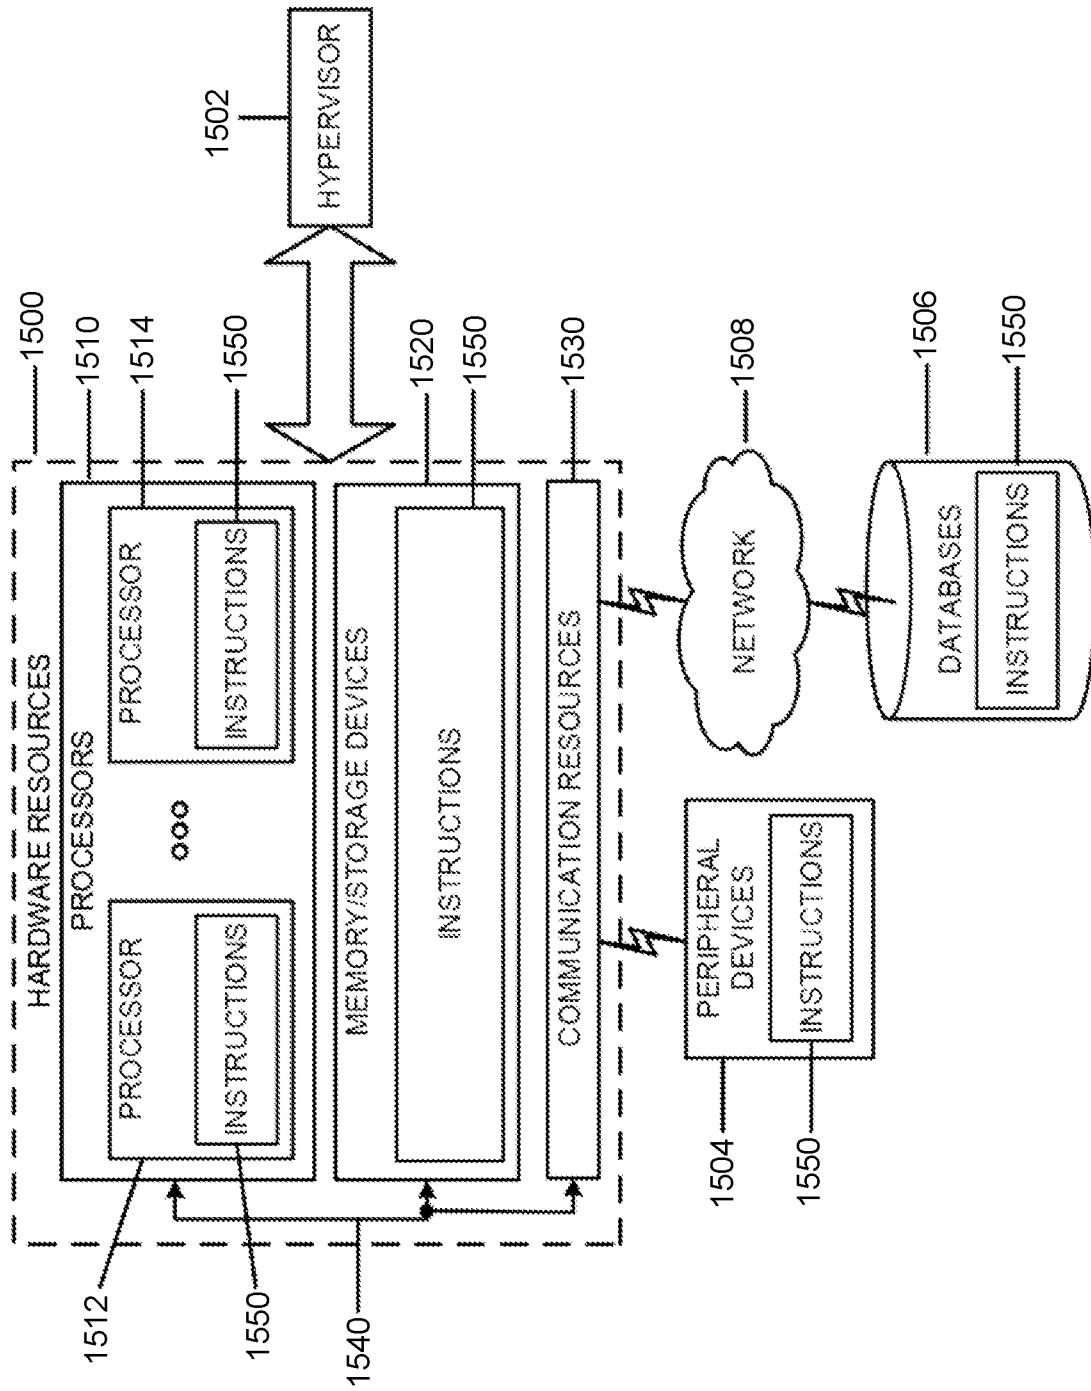 HARDWARE RESOURCES
1500
PROCESSORS
1510
1512
PROCESSOR
INSTRUCTIONS
1550
ooo
PROCESSOR
1514
INSTRUCTIONS
1550
HYPERVISOR
1502
1540
MEMORY/STORAGE DEVICES
1520
INSTRUCTIONS
1550
COMMUNICATION RESOURCES
1530
1504
PERIPHERAL
DEVICES
INSTRUCTIONS
1550
NETWORK
1508
DATABASES
1506
INSTRUCTIONS
1550